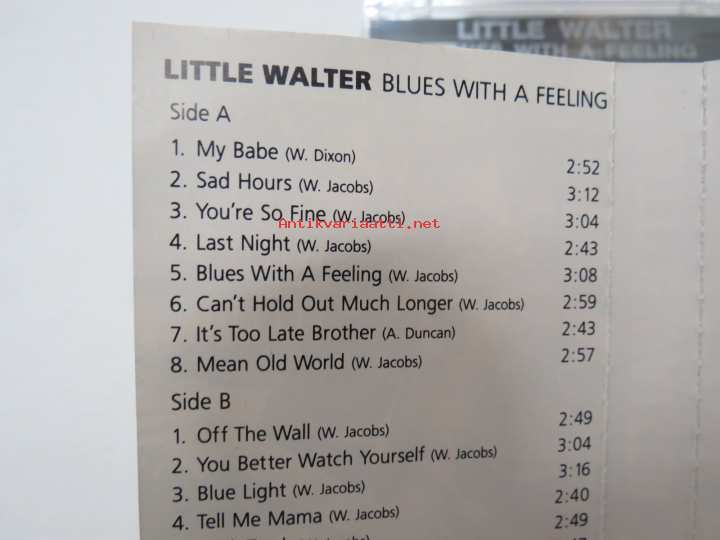 LITTLE WALTER
WITH A FEELING
LITTLE WALTER BLUES WITH A FEELING
Side A
1. My Babe (W. Dixon) 2:52
2. Sad Hours (W. Jacobs) 3:12
3. You're So Fine (W. Jacobs) 3:04
Antikvariaatti.net
4. Last Night (W. Jacobs) 2:43
5. Blues With A Feeling (W. Jacobs) 3:08
6. Can't Hold Out Much Longer (W. Jacobs) 2:59
7. It's Too Late Brother (A. Duncan) 2:43
8. Mean Old World (W. Jacobs) 2:57
Side B
1. Off The Wall (W. Jacobs) 2:49
2. You Better Watch Yourself (W. Jacobs) 3:04
3. Blue Light (W. Jacobs) 3:16
4. Tell Me Mama (W. Jacobs) 2:40
2:49